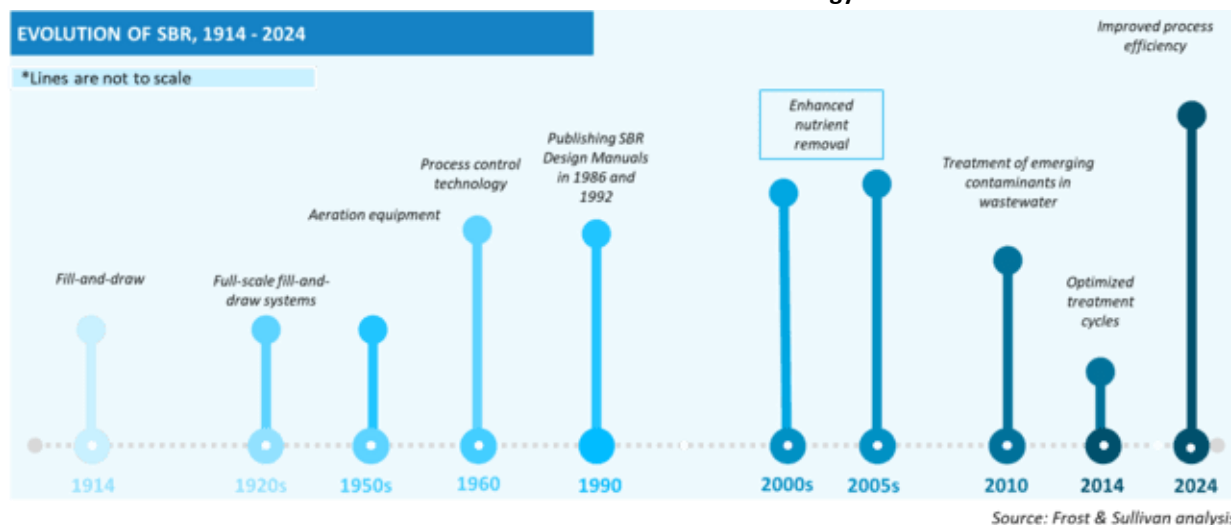 EVOLUTION OF SBR, 1914 - 2024
*Lines are not to scale
Improved process
efficiency
Enhanced
nutrient
removal
Publishing SBR
Design Manuals
in 1986 and
1992
Process control
technology
Treatment of emerging
contaminants in
wastewater
Aeration equipment
Fill-and-draw
Full-scale fill-and-
draw systems
Optimized
treatment
cycles
1914
1920s
1950s
1960
1990
2000s
2005s
2010
2014
2024
Source: Frost & Sullivan analysis